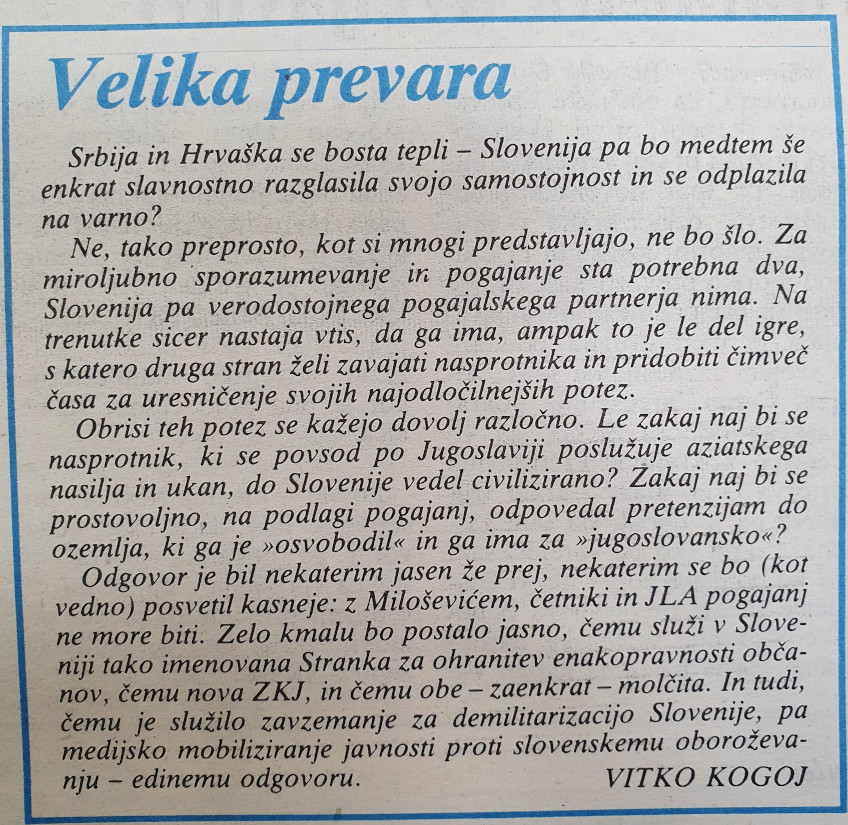 Velika prevara
Srbija in Hrvaška se bosta tepli – Slovenija pa bo medtem še
enkrat slavnostno razglasila svojo samostojnost in se odplazila
na varno?
Ne, tako preprosto, kot si mnogi predstavljajo, ne bo šlo. Za
miroljubno sporazumevanje in pogajanje sta potrebna dva,
Slovenija pa verodostojnega pogajalskega partnerja nima. Na
trenutke sicer nastaja vtis, da ga ima, ampak to je le del igre,
s katero druga stran želi zavajati nasprotnika in pridobiti čimveč
časa za uresničenje svojih najodločilnejših potez.
Obrisi teh potez se kažejo dovolj razločno. Le zakaj naj bi se
nasprotnik, ki se povsod po Jugoslaviji poslužuje aziatskega
nasilja in ukan, do Slovenije vedel civilizirano? Zakaj naj bi se
prostovoljno, na podlagi pogajanj, odpovedal pretenzijam do
ozemlja, ki ga je »osvobodil« in ga ima za »jugoslovansko«?
Odgovor je bil nekaterim jasen že prej, nekaterim se bo (kot
vedno) posvetil kasneje: z Miloševićem, četniki in JLA pogajanj
ne more biti. Zelo kmalu bo postalo jasno, čemu služi v Slove-
niji tako imenovana Stranka za ohranitev enakopravnosti obča-
nov, čemu nova ZKJ, in čemu obe – zaenkrat – molčita. In tudi,
čemu je služilo zavzemanje za demilitarizacijo Slovenije, pa
medijsko mobiliziranje javnosti proti slovenskemu oboroževa-
nju – edinemu odgovoru. VITKO KOGOJ